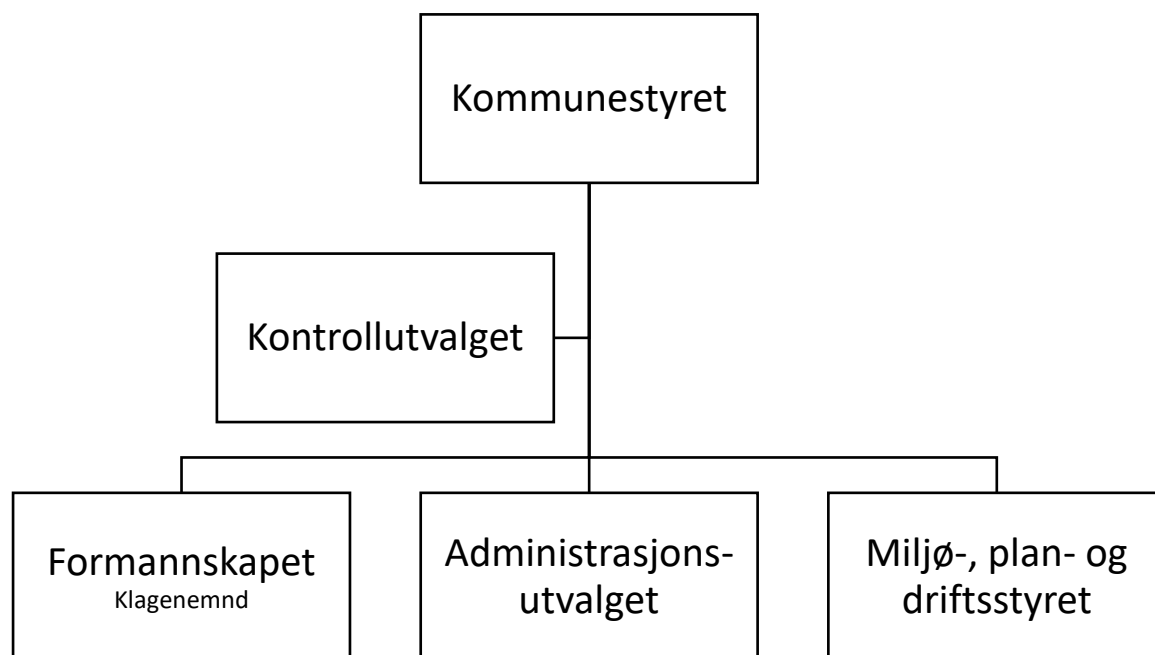 Kommunestyret
Kontrollutvalget
Formannskapet
Klagenemnd
Administrasjons-
utvalget
Miljø-, plan- og
driftsstyret